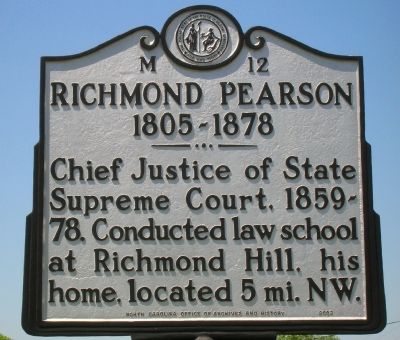 M 12
RICHMOND PEARSON
1805-1878
Chief Justice of State
Supreme Court, 1859-
78. Conducted law school
at Richmond Hill, his
home, located 5 mi. NW.
NORTH CAROLINA OFFICE OF ARCHIVES AND HISTORY 2003